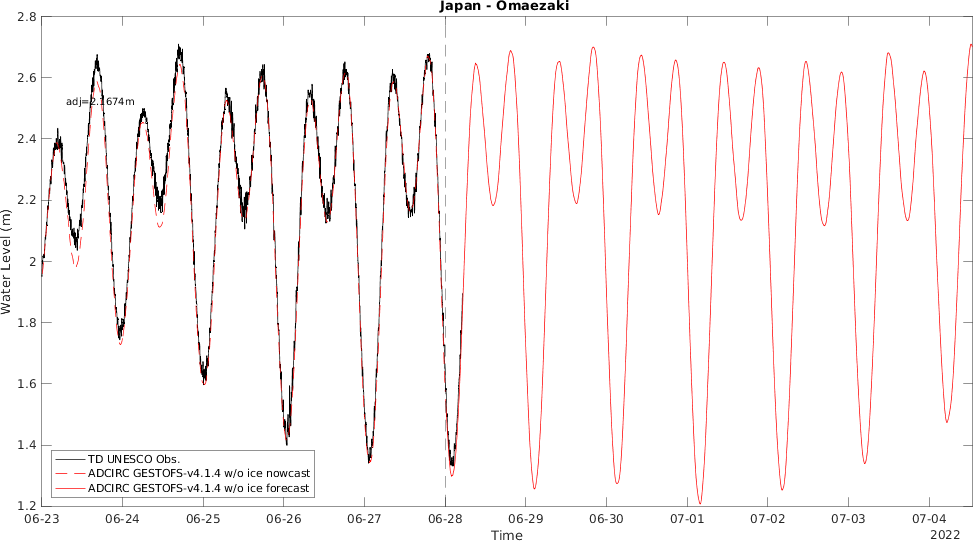 Japan - Omaezaki
2.8
2.6
2.4
2.2
2
1.8
1.6
1.4
1.2
Water Level (m)
adj=2.1674m
TD UNESCO Obs.
ADCIRC GESTOFS-v4.1.4 w/o ice nowcast
ADCIRC GESTOFS-v4.1.4 w/o ice forecast
06-23 06-24 06-25 06-26 06-27 06-28 06-29 06-30 07-01 07-02 07-03 07-04
2022
Time